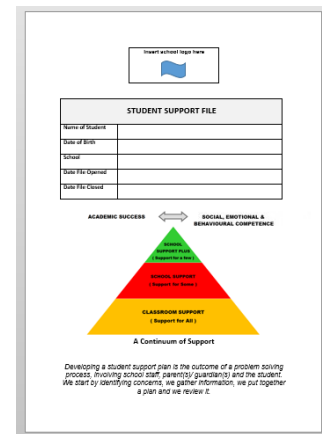 Insert school logo here
STUDENT SUPPORT FILE
Name of Student
Date of Birth
School
Date File Opened
Date File Closed
ACADEMIC SUCCESS
SOCIAL, EMOTIONAL &
BEHAVIOURAL COMPETENCE
SCHOOL
SUPPORT PLUS
( Support for a few )
SCHOOL SUPPORT
( Support for Some )
CLASSROOM SUPPORT
( Support for All )
A Continuum of Support
Developing a student support plan is the outcome of a problem solving
process, involving school staff, parent(s)/ guardian(s) and the student.
We start by identifying concerns, we gather information, we put together
a plan and we review it.